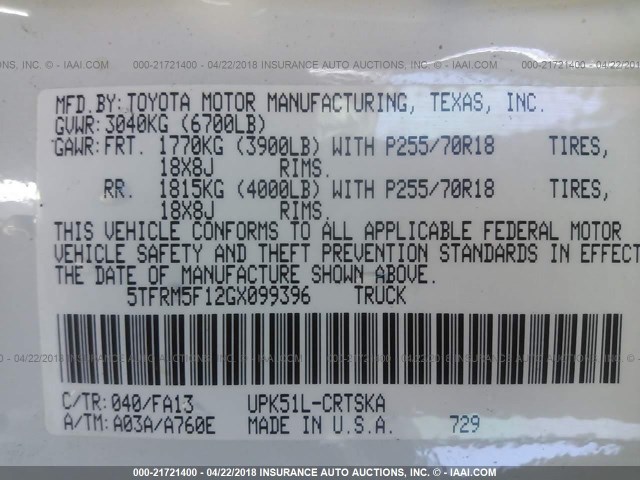 000-21721400 - 04/22/2018 INSURANCE AUTO AUCTIONS, INC. - © IAAI.COM
MFD.BY:TOYOTA MOTOR MANUFACTURING, TEXAS, INC.
GVWR:3040KG (6700LB)
GAWR:FRT. 1770KG (3900LB) WITH P255/70R18 TIRES,
18X8J RIMS.
RR. 1815KG (4000LB) WITH P255/70R18 TIRES,
18X8J RIMS.
THIS VEHICLE CONFORMS TO ALL APPLICABLE FEDERAL MOTOR
VEHICLE SAFETY AND THEFT PREVENTION STANDARDS IN EFFECT
THE DATE OF MANUFACTURE SHOWN ABOVE.
5TFRM5F12GX099396 TRUCK
C/TR:040/FA13 UPK51L-CRTSKA
A/TM:A03A/A760E MADE IN U.S.A. 729
000-21721400 - 04/22/2018 INSURANCE AUTO AUCTIONS, INC. - © IAAI.COM